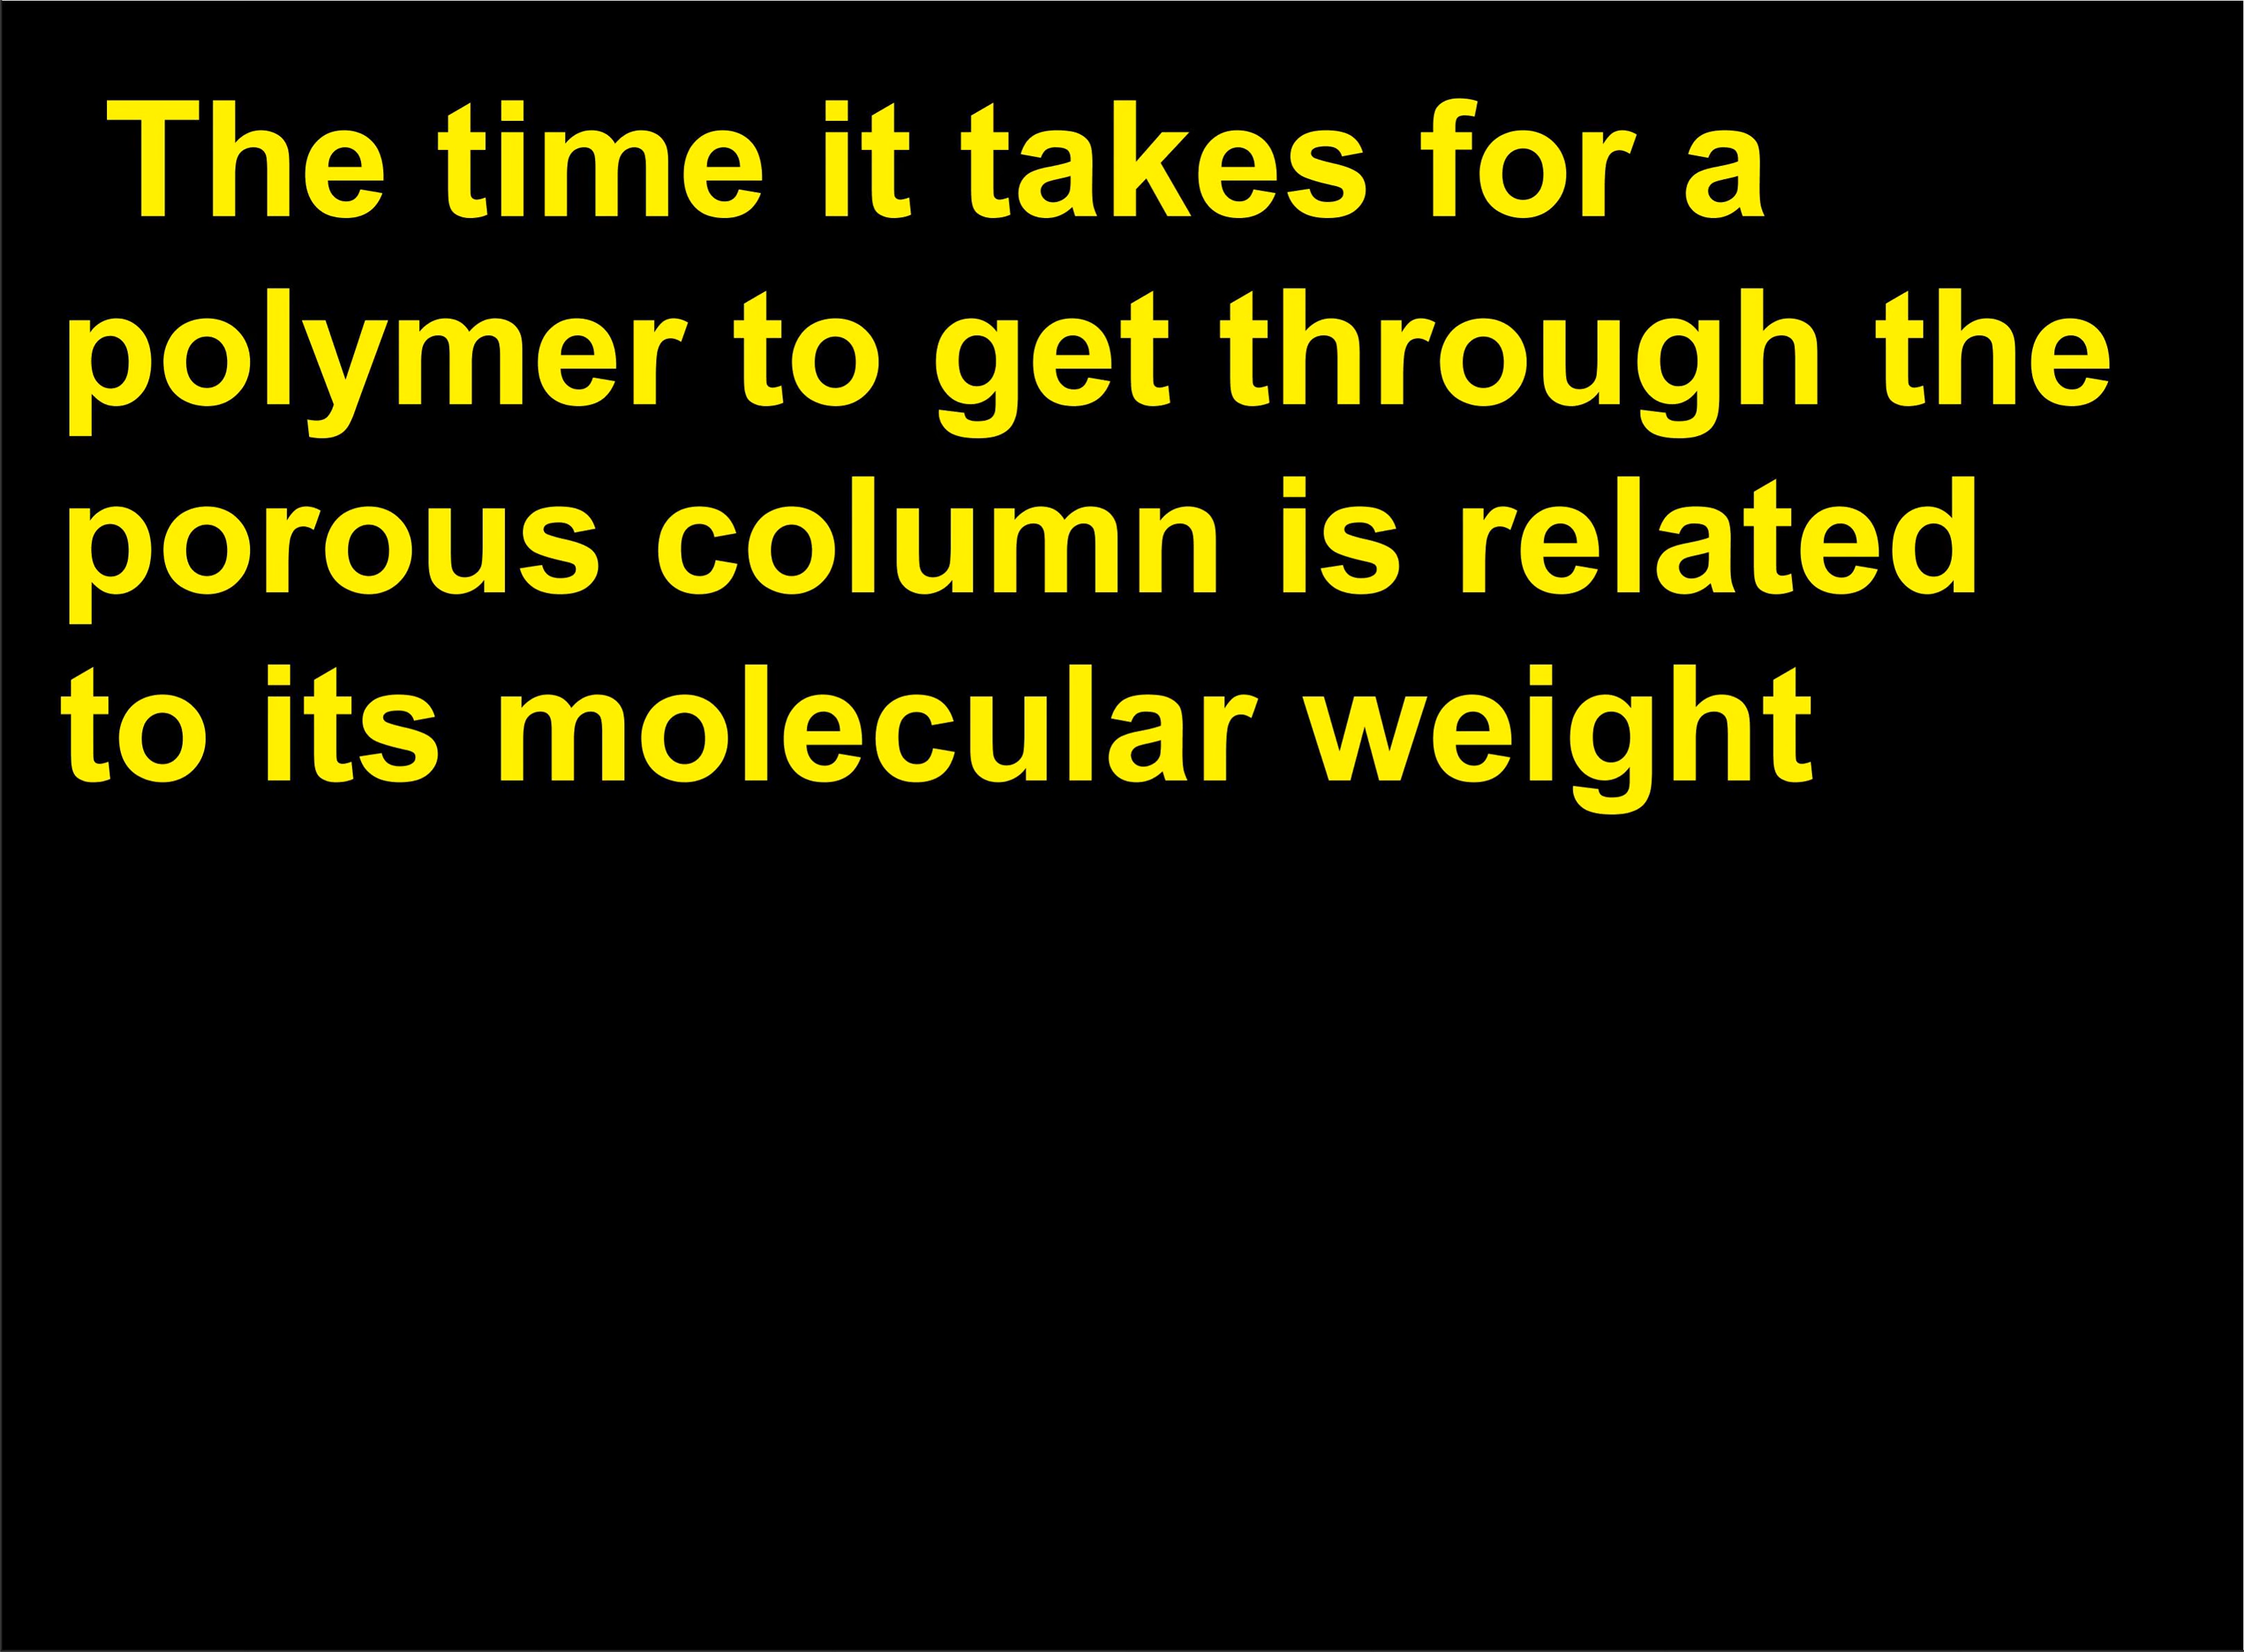 The time it takes for a
polymer to get through the
porous column is related
to its molecular weight